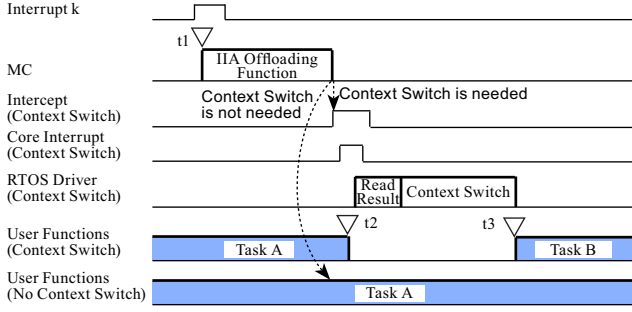 Interrupt k
t1
MC
IIA Offloading
Function
Intercept
(Context Switch)
Context Switch
is not needed
Context Switch is needed
Core Interrupt
(Context Switch)
RTOS Driver
(Context Switch)
Read
Result
Context Switch
t2
t3
User Functions
(Context Switch)
Task A
Task B
User Functions
(No Context Switch)
Task A